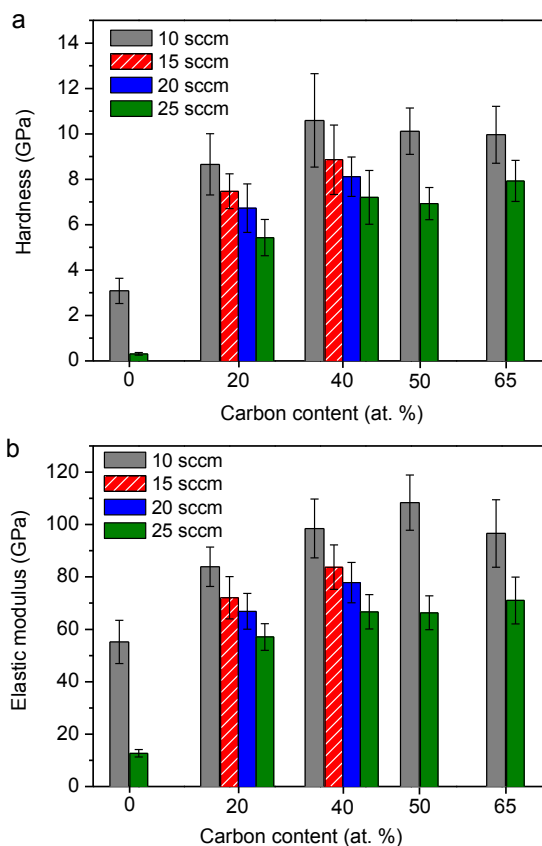 a
14
12
10
8
6
4
2
0
Hardness (GPa)
10 sccm
15 sccm
20 sccm
25 sccm
0 20 40 50 65
Carbon content (at. %)
b
120
100
80
60
40
20
0
Elastic modulus (GPa)
10 sccm
15 sccm
20 sccm
25 sccm
0 20 40 50 65
Carbon content (at. %)